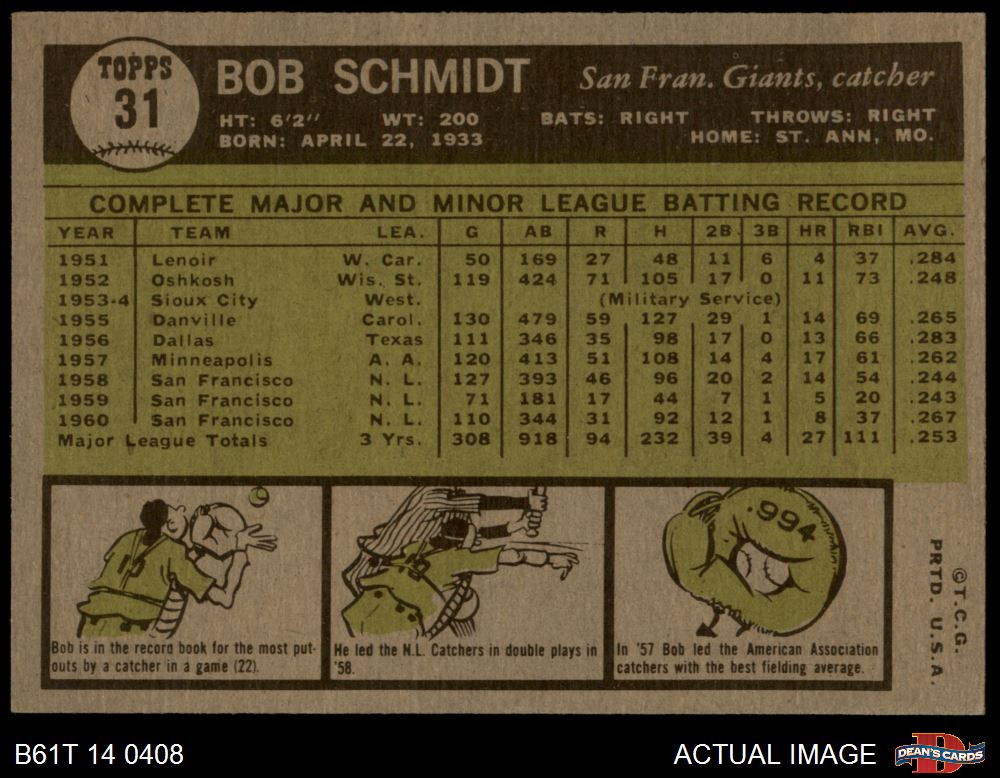 TOPPS
31
BOB SCHMIDT
San Fran. Giants, catcher
HT: 6'2" WT: 200 BATS: RIGHT THROWS: RIGHT
BORN: APRIL 22, 1933 HOME: ST. ANN, MO.
COMPLETE MAJOR AND MINOR LEAGUE BATTING RECORD
YEAR TEAM LEA. G AB R H 2B 3B HR RBI AVG.
1951 Lenoir W. Car. 50 169 27 48 11 6 4 37 .284
1952 Oshkosh Wis. St. 119 424 71 105 17 0 11 73 .248
1953-4 Sioux City West. (Military Service)
1955 Danville Carol. 130 479 59 127 29 1 14 69 .265
1956 Dallas Texas 111 346 35 98 17 0 13 66 .283
1957 Minneapolis A. A. 120 413 51 108 14 4 17 61 .262
1958 San Francisco N. L. 127 393 46 96 20 2 14 54 .244
1959 San Francisco N. L. 71 181 17 44 7 1 5 20 .243
1960 San Francisco N. L. 110 344 31 92 12 1 8 37 .267
Major League Totals 3 Yrs. 308 918 94 232 39 4 27 111 .253
Bob is in the record book for the most put-
outs by a catcher in a game (22).
He led the N.L. Catchers in double plays in
'58.
.994
In '57 Bob led the American Association
catchers with the best fielding average.
©T.C.G.
PRTD. U.S.A.
B61T 14 0408
ACTUAL IMAGE
DEAN'S CARDS